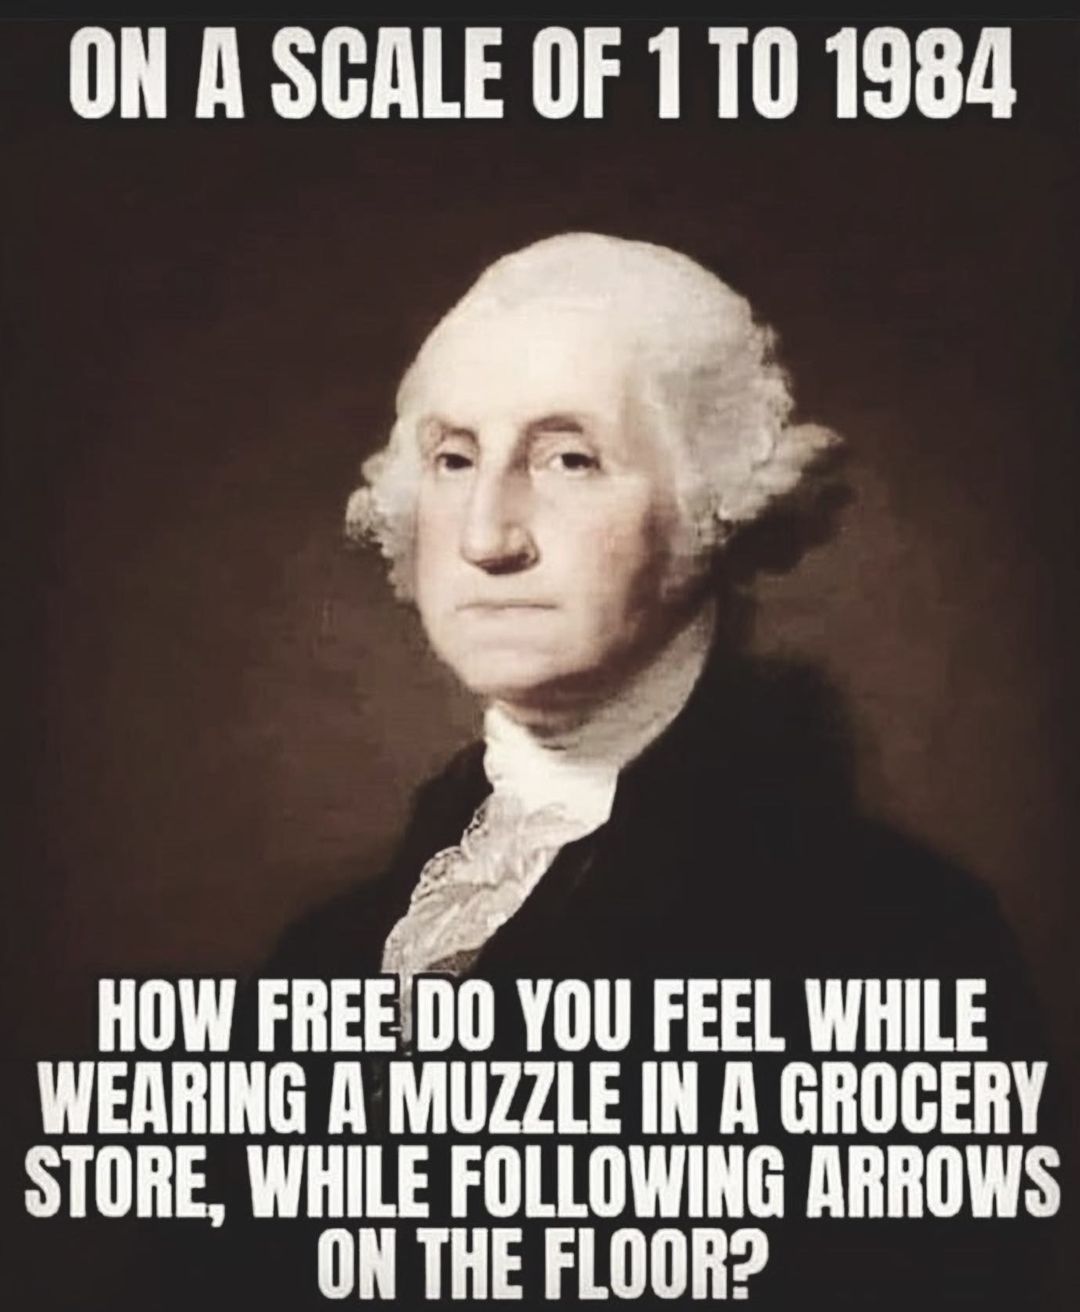 ON A SCALE OF 1 TO 1984
HOW FREE DO YOU FEEL WHILE
WEARING A MUZZLE IN A GROCERY
STORE, WHILE FOLLOWING ARROWS
ON THE FLOOR?